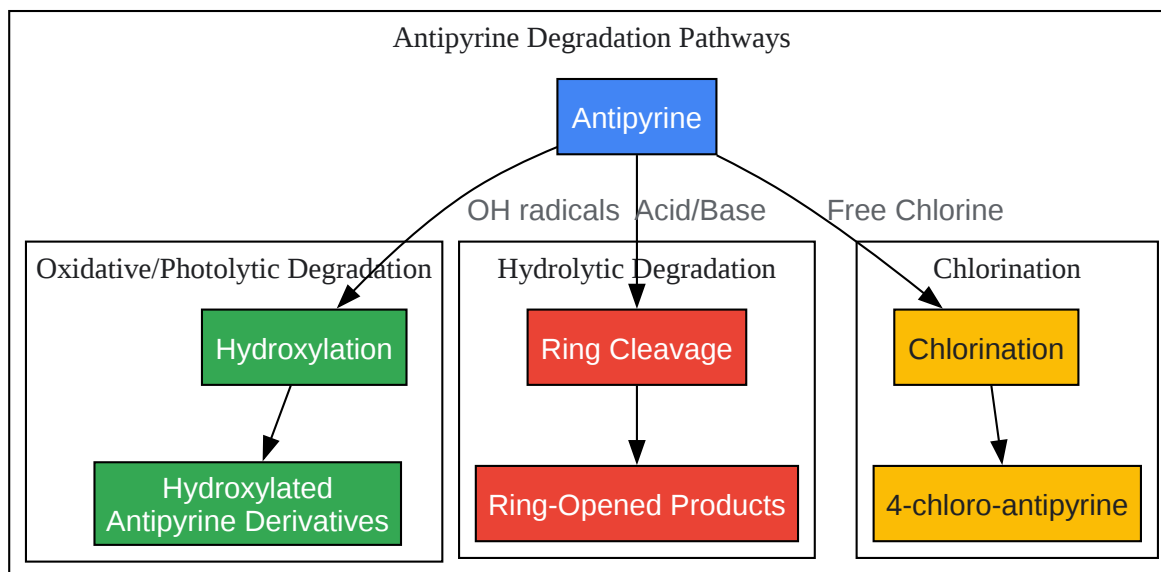 Antipyrine Degradation Pathways
Antipyrine
OH radicals
Acid/Base
Free Chlorine
Oxidative/Photolytic Degradation
Hydrolytic Degradation
Chlorination
Hydroxylation
Ring Cleavage
Chlorination
Hydroxylated
Antipyrine Derivatives
Ring-Opened Products
4-chloro-antipyrine